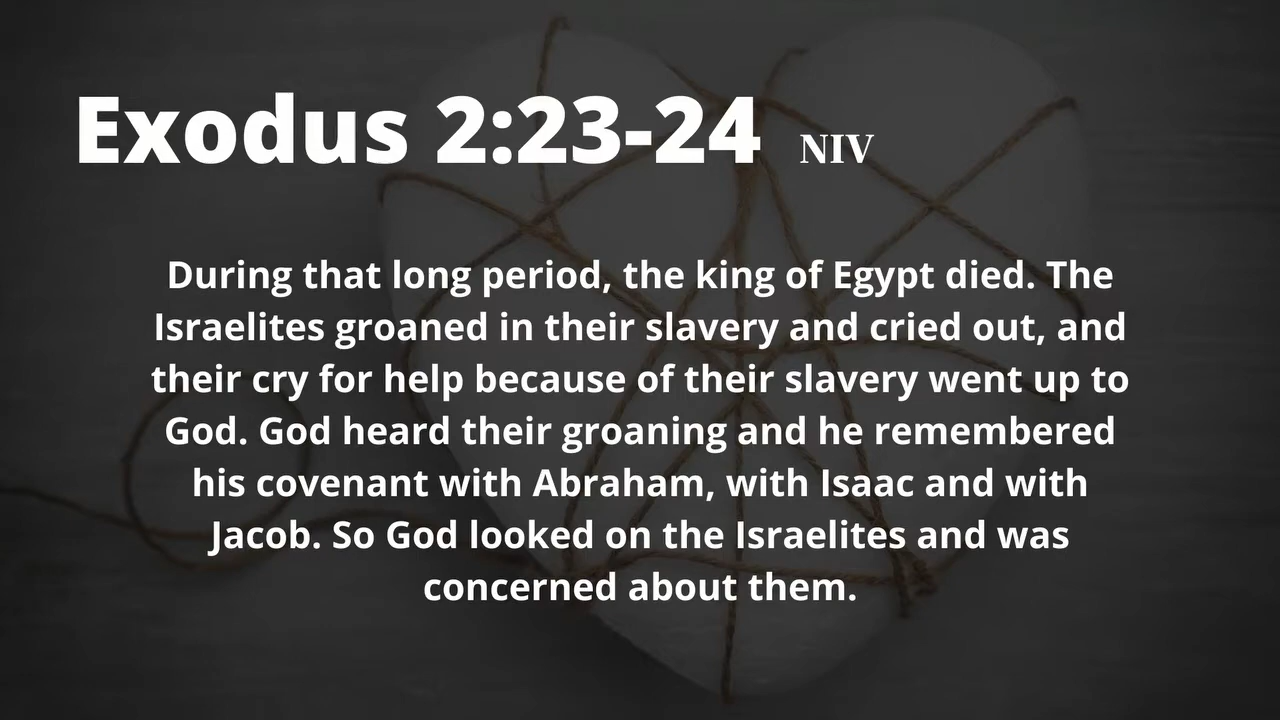 Exodus 2:23-24 NIV
During that long period, the king of Egypt died. The
Israelites groaned in their slavery and cried out, and
their cry for help because of their slavery went up to
God. God heard their groaning and he remembered
his covenant with Abraham, with Isaac and with
Jacob. So God looked on the Israelites and was
concerned about them.